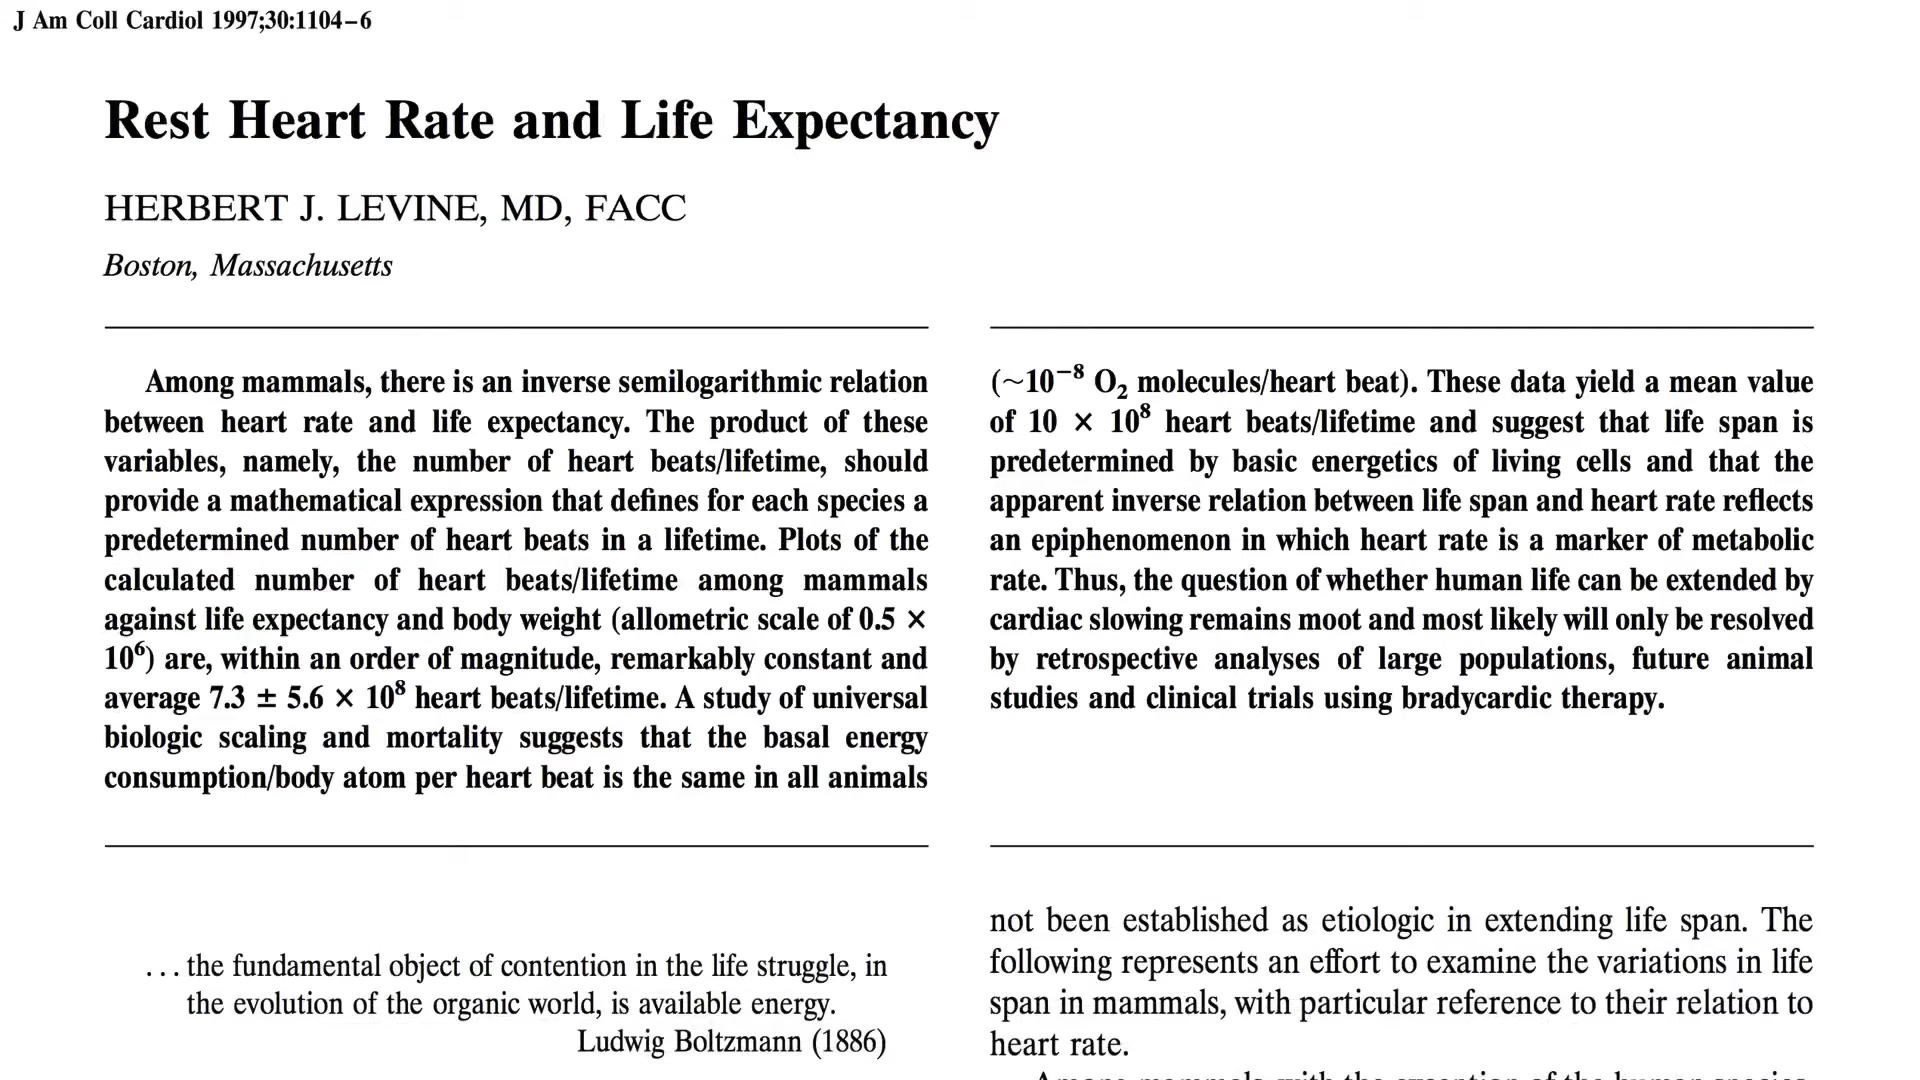 J Am Coll Cardiol 1997;30:1104–6
Rest Heart Rate and Life Expectancy
HERBERT J. LEVINE, MD, FACC
Boston, Massachusetts
Among mammals, there is an inverse semilogarithmic relation
between heart rate and life expectancy. The product of these
variables, namely, the number of heart beats/lifetime, should
provide a mathematical expression that defines for each species a
predetermined number of heart beats in a lifetime. Plots of the
calculated number of heart beats/lifetime among mammals
against life expectancy and body weight (allometric scale of 0.5 ×
10⁶) are, within an order of magnitude, remarkably constant and
average 7.3 ± 5.6 × 10⁸ heart beats/lifetime. A study of universal
biologic scaling and mortality suggests that the basal energy
consumption/body atom per heart beat is the same in all animals
(~10⁻⁸ O₂ molecules/heart beat). These data yield a mean value
of 10 × 10⁸ heart beats/lifetime and suggest that life span is
predetermined by basic energetics of living cells and that the
apparent inverse relation between life span and heart rate reflects
an epiphenomenon in which heart rate is a marker of metabolic
rate. Thus, the question of whether human life can be extended by
cardiac slowing remains moot and most likely will only be resolved
by retrospective analyses of large populations, future animal
studies and clinical trials using bradycardic therapy.
. . . the fundamental object of contention in the life struggle, in
the evolution of the organic world, is available energy.
Ludwig Boltzmann (1886)
not been established as etiologic in extending life span. The
following represents an effort to examine the variations in life
span in mammals, with particular reference to their relation to
heart rate.
Among mammals, with the exception of the human species,